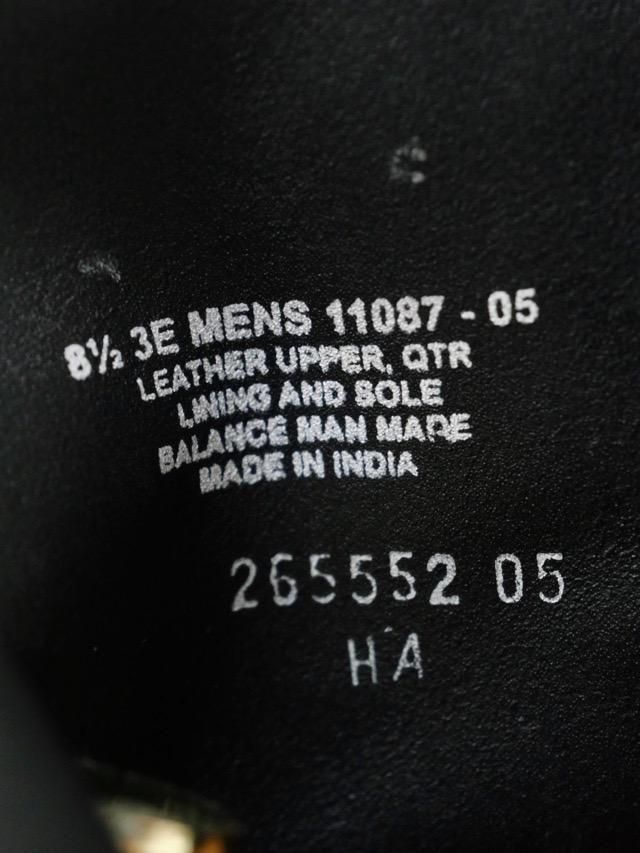 8½ 3E MENS 11087 - 05
LEATHER UPPER, QTR
LINING AND SOLE
BALANCE MAN MADE
MADE IN INDIA
265552 05
HA